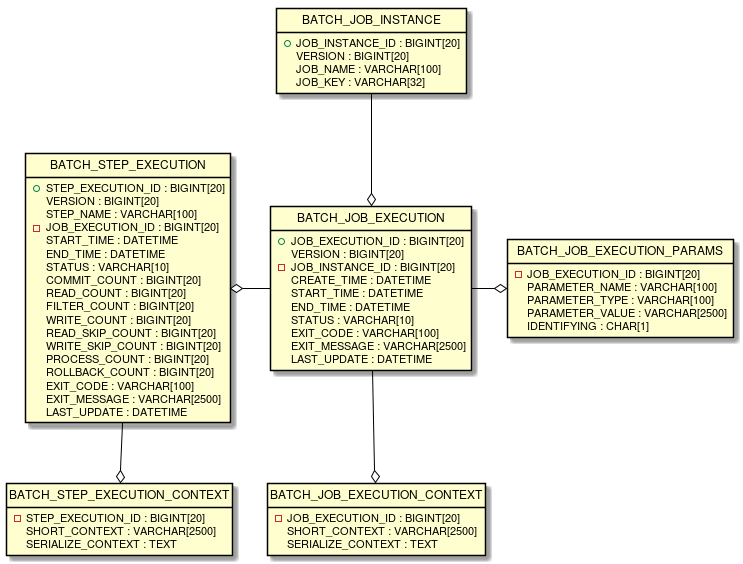 BATCH_JOB_INSTANCE
JOB_INSTANCE_ID : BIGINT[20]
VERSION : BIGINT[20]
JOB_NAME : VARCHAR[100]
JOB_KEY : VARCHAR[32]
BATCH_STEP_EXECUTION
STEP_EXECUTION_ID : BIGINT[20]
VERSION : BIGINT[20]
STEP_NAME : VARCHAR[100]
JOB_EXECUTION_ID : BIGINT[20]
START_TIME : DATETIME
END_TIME : DATETIME
STATUS : VARCHAR[10]
COMMIT_COUNT : BIGINT[20]
READ_COUNT : BIGINT[20]
FILTER_COUNT : BIGINT[20]
WRITE_COUNT : BIGINT[20]
READ_SKIP_COUNT : BIGINT[20]
WRITE_SKIP_COUNT : BIGINT[20]
PROCESS_COUNT : BIGINT[20]
ROLLBACK_COUNT : BIGINT[20]
EXIT_CODE : VARCHAR[100]
EXIT_MESSAGE : VARCHAR[2500]
LAST_UPDATE : DATETIME
BATCH_JOB_EXECUTION
JOB_EXECUTION_ID : BIGINT[20]
VERSION : BIGINT[20]
JOB_INSTANCE_ID : BIGINT[20]
CREATE_TIME : DATETIME
START_TIME : DATETIME
END_TIME : DATETIME
STATUS : VARCHAR[10]
EXIT_CODE : VARCHAR[100]
EXIT_MESSAGE : VARCHAR[2500]
LAST_UPDATE : DATETIME
BATCH_JOB_EXECUTION_PARAMS
JOB_EXECUTION_ID : BIGINT[20]
PARAMETER_NAME : VARCHAR[100]
PARAMETER_TYPE : VARCHAR[100]
PARAMETER_VALUE : VARCHAR[2500]
IDENTIFYING : CHAR[1]
BATCH_STEP_EXECUTION_CONTEXT
STEP_EXECUTION_ID : BIGINT[20]
SHORT_CONTEXT : VARCHAR[2500]
SERIALIZE_CONTEXT : TEXT
BATCH_JOB_EXECUTION_CONTEXT
JOB_EXECUTION_ID : BIGINT[20]
SHORT_CONTEXT : VARCHAR[2500]
SERIALIZE_CONTEXT : TEXT